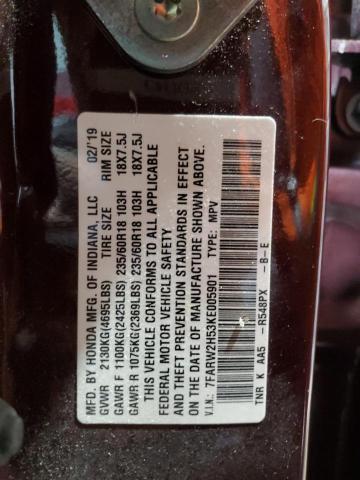 MFD. BY HONDA MFG. OF INDIANA, LLC 02/'19
GVWR 2130KG(4695LBS) TIRE SIZE RIM SIZE
GAWR F 1100KG(2425LBS) 235/60R18 103H 18X7.5J
GAWR R 1075KG(2369LBS) 235/60R18 103H 18X7.5J
THIS VEHICLE CONFORMS TO ALL APPLICABLE
FEDERAL MOTOR VEHICLE SAFETY
AND THEFT PREVENTION STANDARDS IN EFFECT
ON THE DATE OF MANUFACTURE SHOWN ABOVE.
V.I.N.: 7FARW2H53KE005901 TYPE: MPV
TNR K AA5 -R548PX -B-E